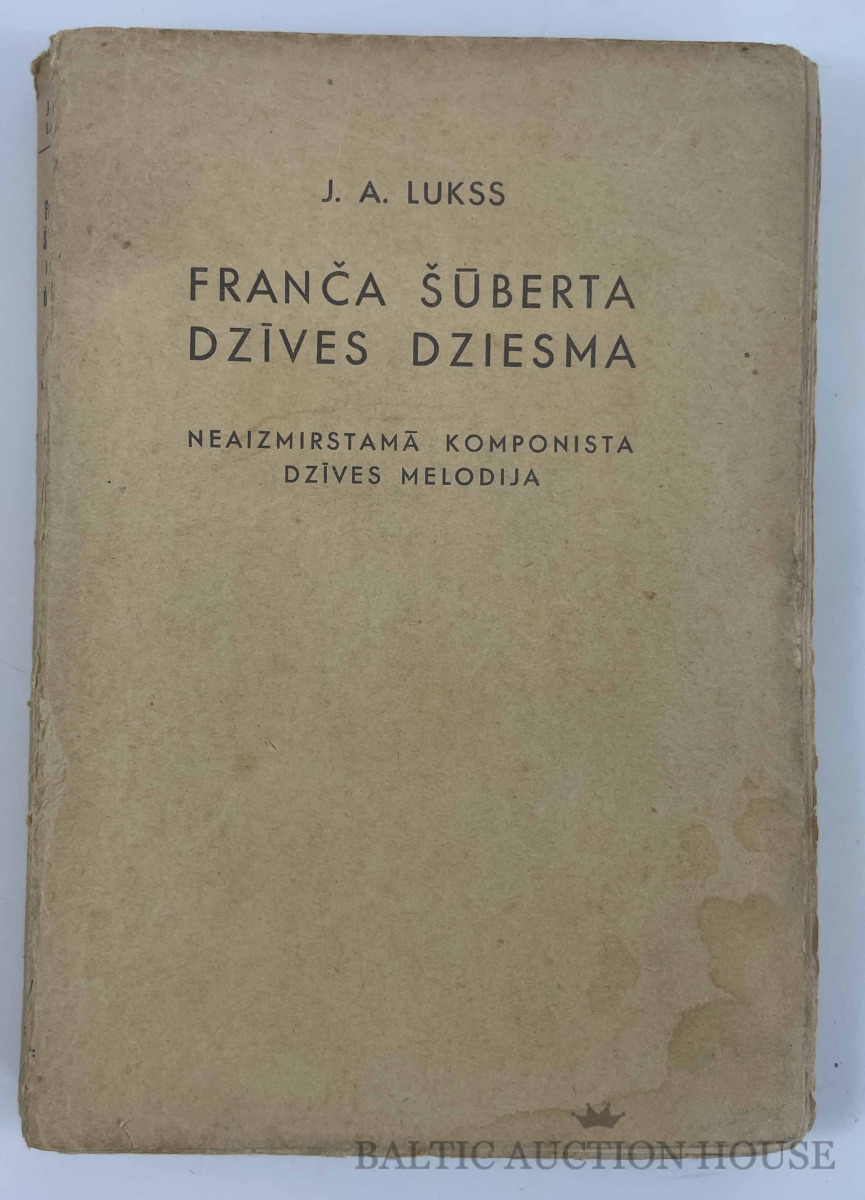 J. A. LUKSS
FRANČA ŠŪBERTA
DZĪVES DZIESMA
NEAIZMIRSTAMĀ KOMPONISTA
DZĪVES MELODIJA
BALTIC AUCTION HOUSE